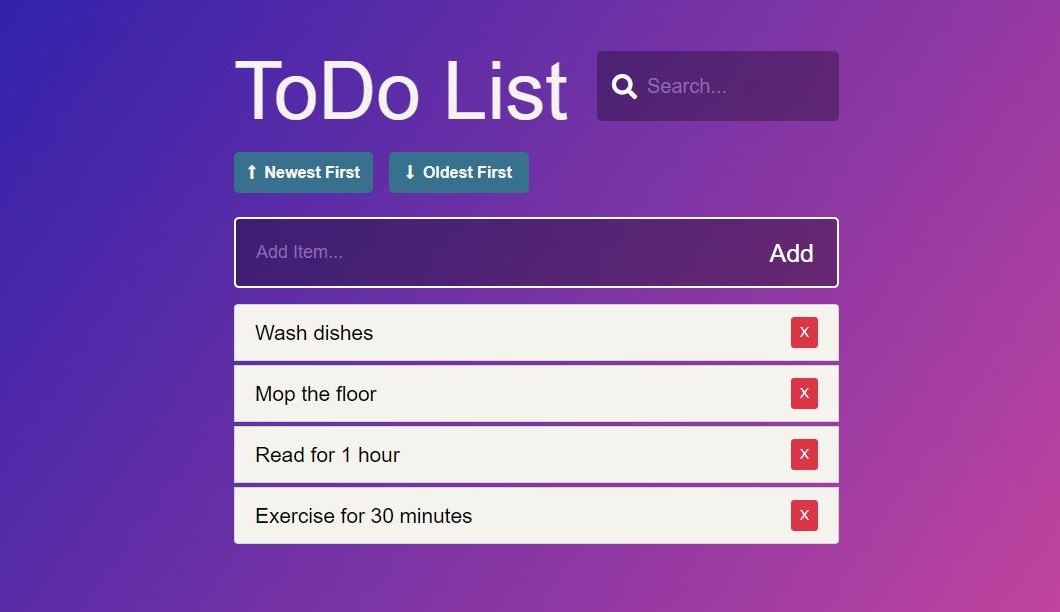 ToDo List
Search...
↑ Newest First
↓ Oldest First
Add Item...
Add
Wash dishes
X
Mop the floor
X
Read for 1 hour
X
Exercise for 30 minutes
X